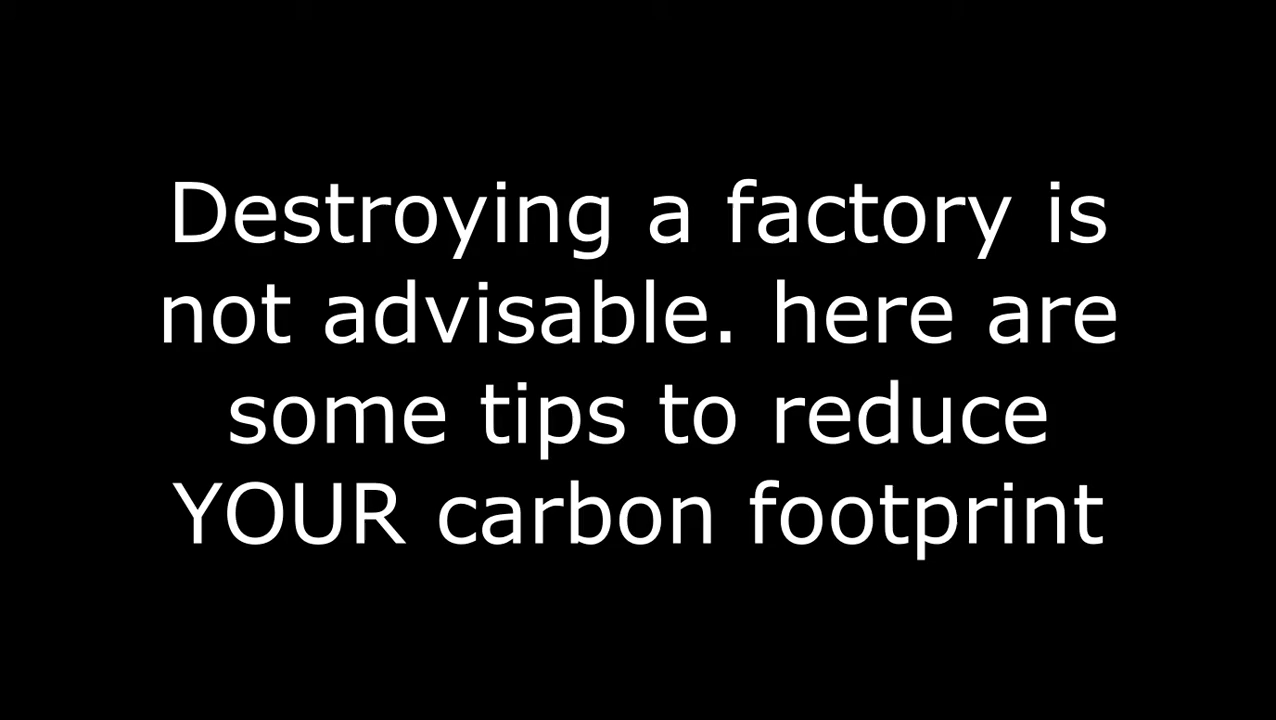 Destroying a factory is
not advisable. here are
some tips to reduce
YOUR carbon footprint